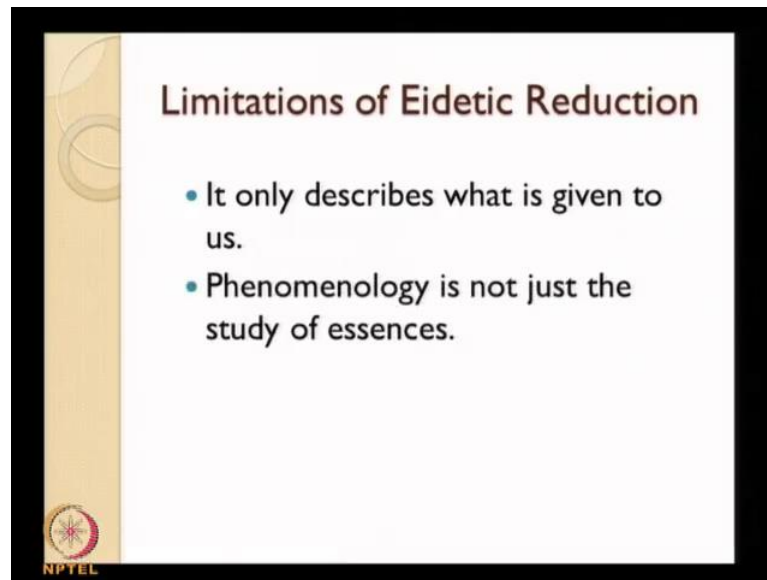 Limitations of Eidetic Reduction
• It only describes what is given to
us.
• Phenomenology is not just the
study of essences.
NPTEL